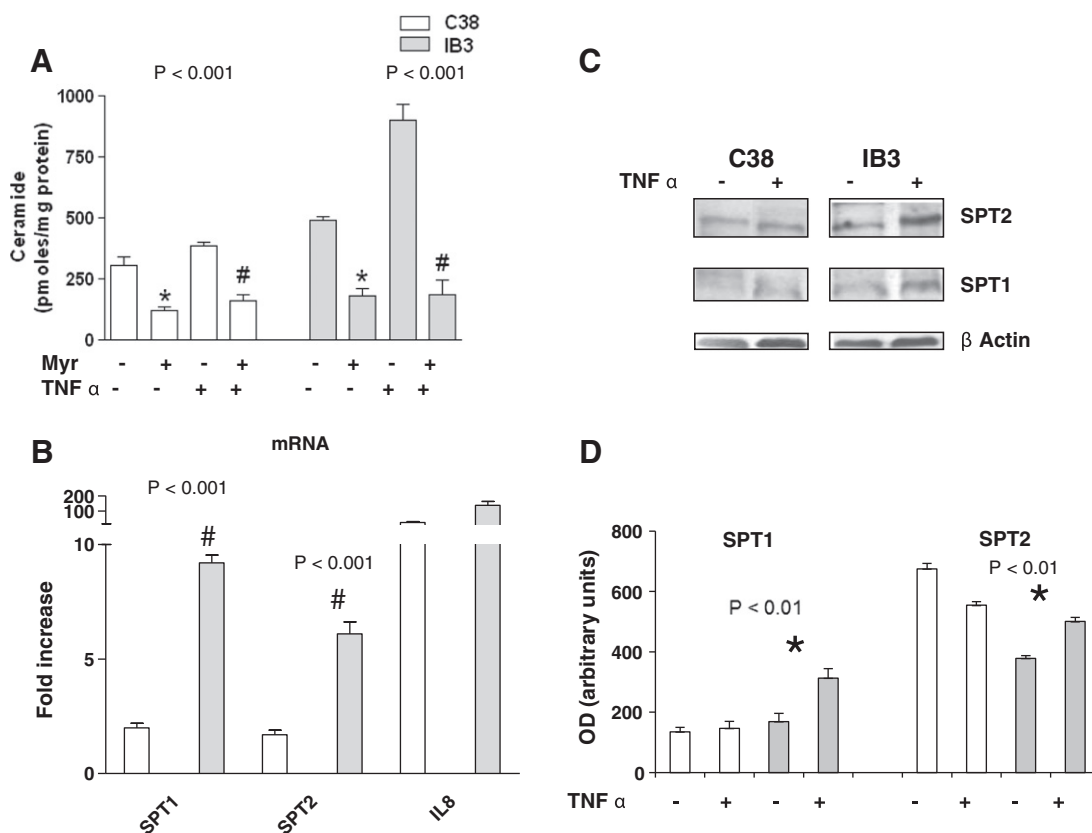 C38
IB3
A
P < 0.001
P < 0.001
Ceramide
(pmoles/mg protein)
1000
750
500
250
0
* # * #
Myr - + - + - + - +
TNF α - - + + - - + +
B
mRNA
P < 0.001
P < 0.001
# #
Fold increase
200
100
10
5
0
SPT1
SPT2
IL8
C
C38 IB3
TNF α - + - +
SPT2
SPT1
β Actin
D
SPT1 SPT2
P < 0.01
P < 0.01
* *
OD (arbitrary units)
800
600
400
200
0
TNF α - + - + - + - +